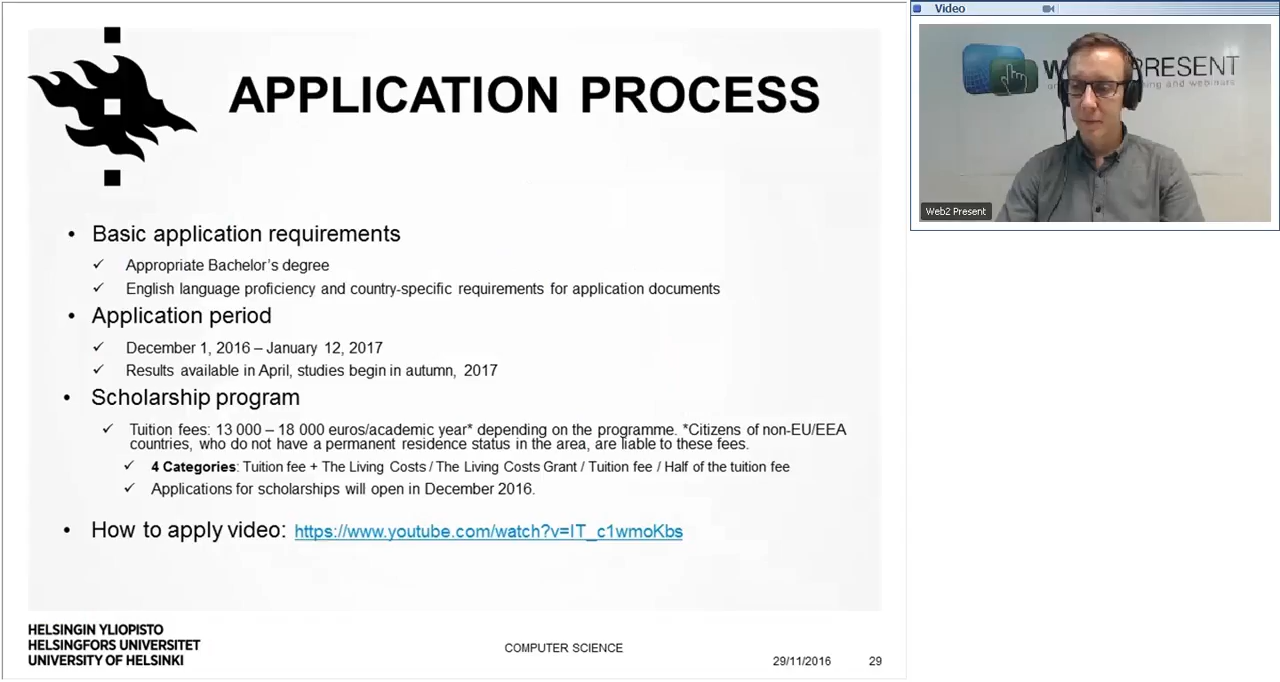 APPLICATION PROCESS
• Basic application requirements
✓ Appropriate Bachelor's degree
✓ English language proficiency and country-specific requirements for application documents
• Application period
✓ December 1, 2016 – January 12, 2017
✓ Results available in April, studies begin in autumn, 2017
• Scholarship program
✓ Tuition fees: 13 000 – 18 000 euros/academic year* depending on the programme. *Citizens of non-EU/EEA
countries, who do not have a permanent residence status in the area, are liable to these fees.
✓ 4 Categories: Tuition fee + The Living Costs / The Living Costs Grant / Tuition fee / Half of the tuition fee
✓ Applications for scholarships will open in December 2016.
• How to apply video: https://www.youtube.com/watch?v=IT_c1wmoKbs
HELSINGIN YLIOPISTO
HELSINGFORS UNIVERSITET
UNIVERSITY OF HELSINKI
COMPUTER SCIENCE
29/11/2016
29
Video
PRESENT
and webinars
Web2 Present